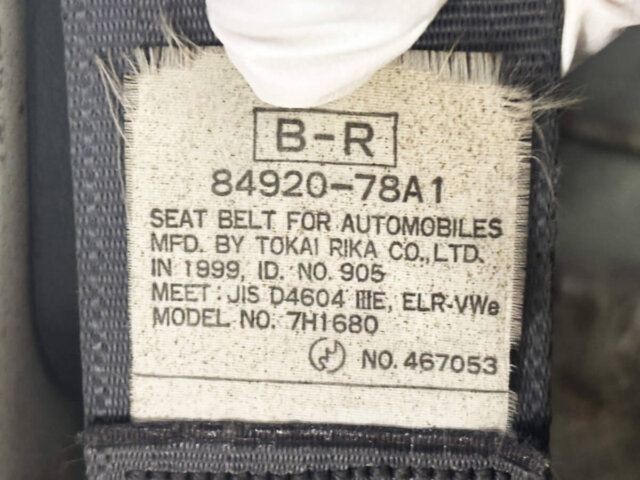 B-R
84920-78A1
SEAT BELT FOR AUTOMOBILES
MFD. BY TOKAI RIKA CO.,LTD.
IN 1999, ID. NO. 905
MEET : JIS D4604 IIIE, ELR-VWe
MODEL NO. 7H1680
NO. 467053